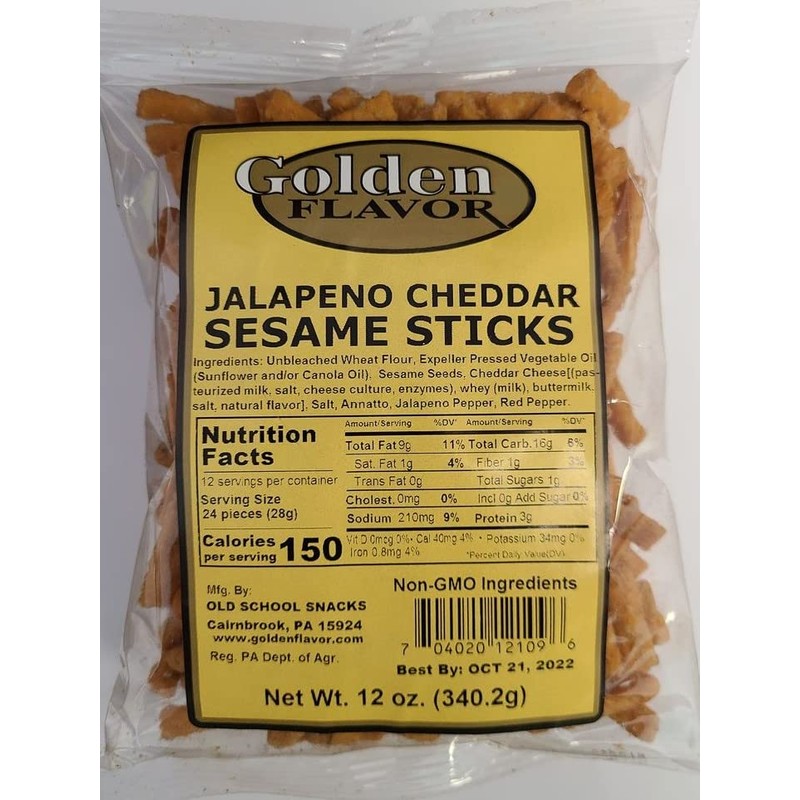 Golden
FLAVOR
JALAPENO CHEDDAR
SESAME STICKS
Ingredients: Unbleached Wheat Flour, Expeller Pressed Vegetable Oil
(Sunflower and/or Canola Oil). Sesame Seeds, Cheddar Cheese[(pas-
teurized milk, salt, cheese culture, enzymes), whey (milk), buttermilk.
salt, natural flavor], Salt, Annatto, Jalapeno Pepper, Red Pepper.
Nutrition
Facts
12 servings per container
Serving Size
24 pieces (28g)
Calories
per serving 150
Amount/Serving %DV* Amount/Serving %DV*
Total Fat 9g 11% Total Carb. 16g 6%
Sat. Fat 1g 4% Fiber 1g 3%
Trans Fat 0g Total Sugars 1g
Cholest. 0mg 0% Incl 0g Add Sugar 0%
Sodium 210mg 9% Protein 3g
Vit D 0mcg 0% • Cal 40mg 4% • Potassium 34mg 0%
Iron 0.8mg 4% *Percent Daily Value(DV)
Mfg. By:
OLD SCHOOL SNACKS
Cairnbrook, PA 15924
www.goldenflavor.com
Reg. PA Dept. of Agr.
Non-GMO Ingredients
7 04020 12109 6
Best By: OCT 21, 2022
Net Wt. 12 oz. (340.2g)